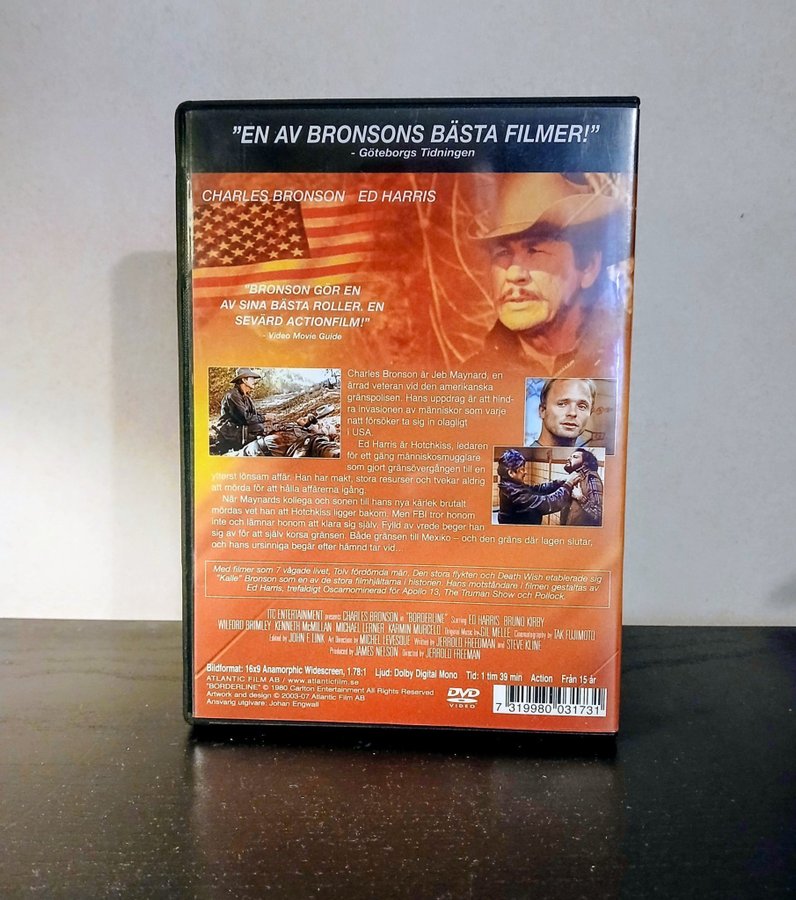 "EN AV BRONSONS BÄSTA FILMER!"
- Göteborgs Tidningen
CHARLES BRONSON ED HARRIS
"BRONSON GÖR EN
AV SINA BÄSTA ROLLER. EN
SEVÄRD ACTIONFILM!"
- Video Movie Guide
Charles Bronson är Jeb Maynard, en
ärrad veteran vid den amerikanska
gränspolisen. Hans uppdrag är att hind-
ra invasionen av människor som varje
natt försöker ta sig in olagligt
i USA.
Ed Harris är Hotchkiss, ledaren
för ett gäng människosmugglare
som gjort gränsövergången till en
ytterst lönsam affär. Han har makt, stora resurser och tvekar aldrig
att mörda för att hålla affärerna igång.
När Maynards kollega och sonen till hans nya kärlek brutalt
mördas vet han att Hotchkiss ligger bakom. Men FBI tror honom
inte och lämnar honom att klara sig själv. Fylld av vrede beger han
sig av för att själv korsa gränsen. Både gränsen till Mexiko – och den gräns där lagen slutar,
och hans ursinniga begär efter hämnd tar vid...
Med filmer som 7 vågade livet, Tolv fördömda män, Den stora flykten och Death Wish etablerade sig
"Kalle" Bronson som en av de stora filmhjältarna i historien. Hans motståndare i filmen gestaltas av
Ed Harris, trefaldigt Oscarnominerad för Apollo 13, The Truman Show och Pollock.
ITC ENTERTAINMENT presents CHARLES BRONSON in "BORDERLINE" Starring ED HARRIS BRUNO KIRBY
WILFORD BRIMLEY KENNETH McMILLAN MICHAEL LERNER KARMIN MURCELO Original Music by GIL MELLE Cinematography by TAK FUJIMOTO
Edited by JOHN F. LINK Art Direction by MICHEL LEVESQUE Written by JERROLD FREEDMAN and STEVE KLINE
Produced by JAMES NELSON Directed by JERROLD FREEMAN
Bildformat: 16x9 Anamorphic Widescreen, 1.78:1 Ljud: Dolby Digital Mono Tid: 1 tim 39 min Action Från 15 år
ATLANTIC FILM AB / www.atlanticfilm.se
"BORDERLINE" © 1980 Carlton Entertainment All Rights Reserved
Artwork and design © 2003-07 Atlantic Film AB
Ansvarig utgivare: Johan Engwall
DVD
VIDEO
7 319980 031731